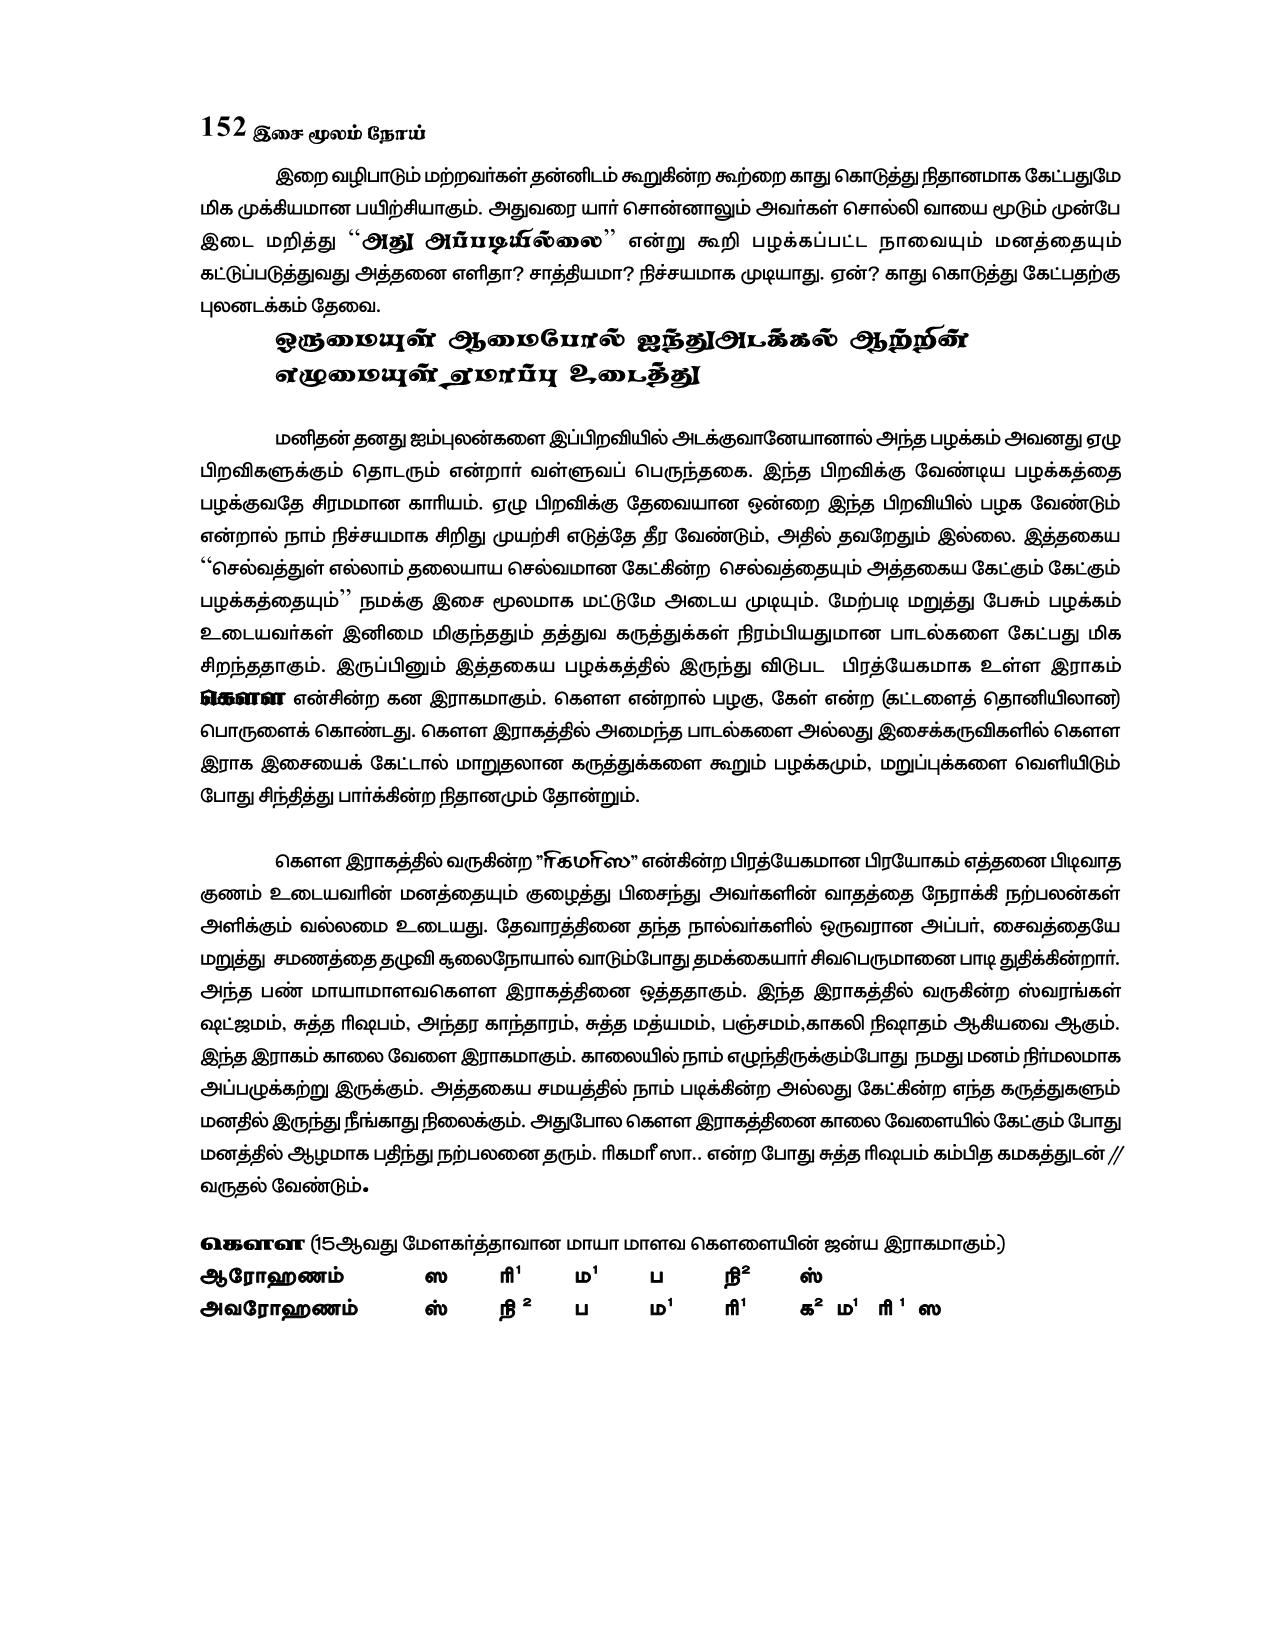 152 இசை மூலம் நோய்
இறை வழிபாடும் மற்றவர்கள் தன்னிடம் கூறுகின்ற கூற்றை காது கொடுத்து நிதானமாக கேட்பதுமே
மிக முக்கியமான பயிற்சியாகும். அதுவரை யார் சொன்னாலும் அவர்கள் சொல்லி வாயை மூடும் முன்பே
இடை மறித்து “அது அப்படியில்லை” என்று கூறி பழக்கப்பட்ட நாவையும் மனத்தையும்
கட்டுப்படுத்துவது அத்தனை எளிதா? சாத்தியமா? நிச்சயமாக முடியாது. ஏன்? காது கொடுத்து கேட்பதற்கு
புலனடக்கம் தேவை.
ஒருமையுள் ஆமைபோல் ஐந்துஅடக்கல் ஆற்றின்
எழுமையுள் ஏமாப்பு உடைத்து
மனிதன் தனது ஐம்புலன்களை இப்பிறவியில் அடக்குவானேயானால் அந்த பழக்கம் அவனது ஏழு
பிறவிகளுக்கும் தொடரும் என்றார் வள்ளுவப் பெருந்தகை. இந்த பிறவிக்கு வேண்டிய பழக்கத்தை
பழக்குவதே சிரமமான காரியம். ஏழு பிறவிக்கு தேவையான ஒன்றை இந்த பிறவியில் பழக வேண்டும்
என்றால் நாம் நிச்சயமாக சிறிது முயற்சி எடுத்தே தீர வேண்டும், அதில் தவறேதும் இல்லை. இத்தகைய
“செல்வத்துள் எல்லாம் தலையாய செல்வமான கேட்கின்ற செல்வத்தையும் அத்தகைய கேட்கும் கேட்கும்
பழக்கத்தையும்” நமக்கு இசை மூலமாக மட்டுமே அடைய முடியும். மேற்படி மறுத்து பேசும் பழக்கம்
உடையவர்கள் இனிமை மிகுந்ததும் தத்துவ கருத்துக்கள் நிரம்பியதுமான பாடல்களை கேட்பது மிக
சிறந்ததாகும். இருப்பினும் இத்தகைய பழக்கத்தில் இருந்து விடுபட பிரத்யேகமாக உள்ள இராகம்
கௌள என்சின்ற கன இராகமாகும். கௌள என்றால் பழகு, கேள் என்ற (கட்டளைத் தொனியிலான)
பொருளைக் கொண்டது. கௌள இராகத்தில் அமைந்த பாடல்களை அல்லது இசைக்கருவிகளில் கௌள
இராக இசையைக் கேட்டால் மாறுதலான கருத்துக்களை கூறும் பழக்கமும், மறுப்புக்களை வெளியிடும்
போது சிந்தித்து பார்க்கின்ற நிதானமும் தோன்றும்.
கௌள இராகத்தில் வருகின்ற ”ரிகமரிஸ” என்கின்ற பிரத்யேகமான பிரயோகம் எத்தனை பிடிவாத
குணம் உடையவரின் மனத்தையும் குழைத்து பிசைந்து அவர்களின் வாதத்தை நேராக்கி நற்பலன்கள்
அளிக்கும் வல்லமை உடையது. தேவாரத்தினை தந்த நால்வர்களில் ஒருவரான அப்பர், சைவத்தையே
மறுத்து சமணத்தை தழுவி சூலைநோயால் வாடும்போது தமக்கையார் சிவபெருமானை பாடி துதிக்கின்றார்.
அந்த பண் மாயாமாளவகௌள இராகத்தினை ஒத்ததாகும். இந்த இராகத்தில் வருகின்ற ஸ்வரங்கள்
ஷட்ஜமம், சுத்த ரிஷபம், அந்தர காந்தாரம், சுத்த மத்யமம், பஞ்சமம்,காகலி நிஷாதம் ஆகியவை ஆகும்.
இந்த இராகம் காலை வேளை இராகமாகும். காலையில் நாம் எழுந்திருக்கும்போது நமது மனம் நிர்மலமாக
அப்பழுக்கற்று இருக்கும். அத்தகைய சமயத்தில் நாம் படிக்கின்ற அல்லது கேட்கின்ற எந்த கருத்துகளும்
மனதில் இருந்து நீங்காது நிலைக்கும். அதுபோல கௌள இராகத்தினை காலை வேளையில் கேட்கும் போது
மனத்தில் ஆழமாக பதிந்து நற்பலனை தரும். ரிகமரீ ஸா.. என்ற போது சுத்த ரிஷபம் கம்பித கமகத்துடன் //
வருதல் வேண்டும்.
கௌள (15ஆவது மேளகர்த்தாவான மாயா மாளவ கௌளையின் ஜன்ய இராகமாகும்.)
ஆரோஹணம் ஸ ரி¹ ம¹ ப நி² ஸ்
அவரோஹணம் ஸ் நி² ப ம¹ ரி¹ க² ம¹ ரி¹ ஸ